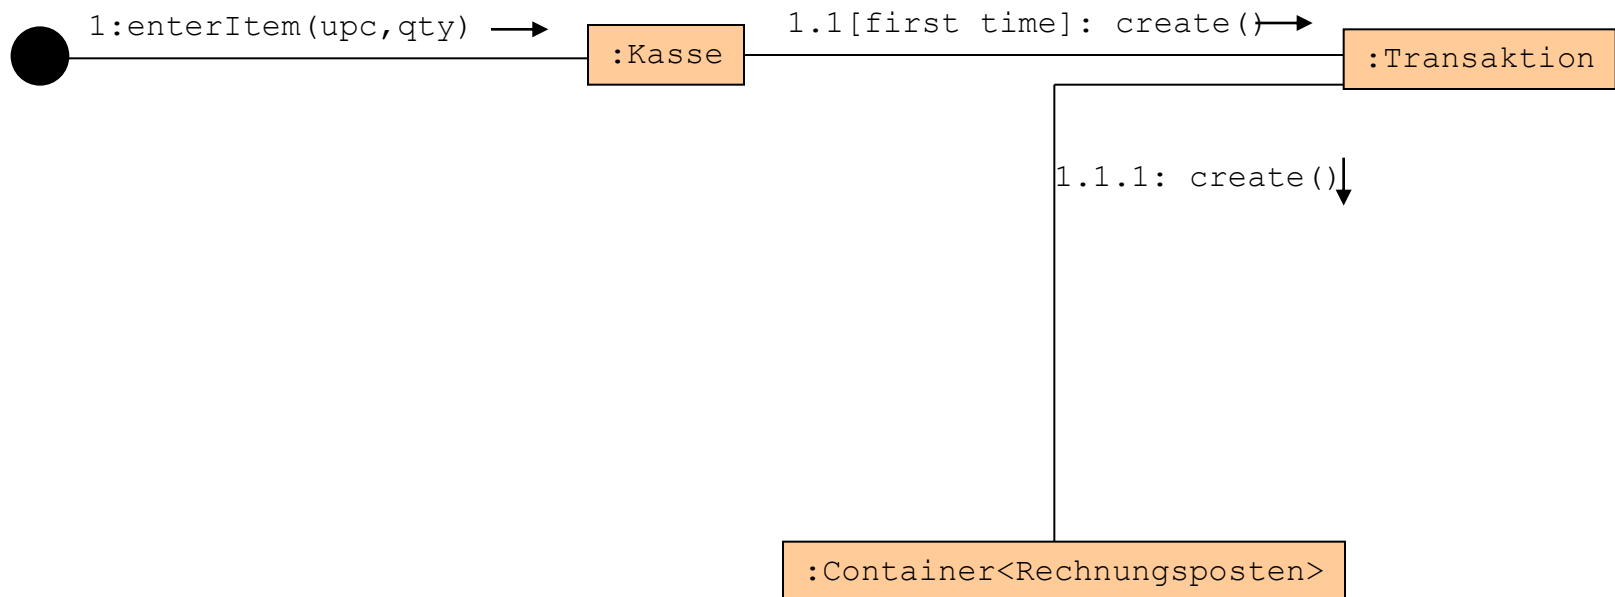 1:enterItem(upc,qty)
:Kasse
1.1[first time]: create()
:Transaktion
1.1.1: create()
:Container<Rechnungsposten>